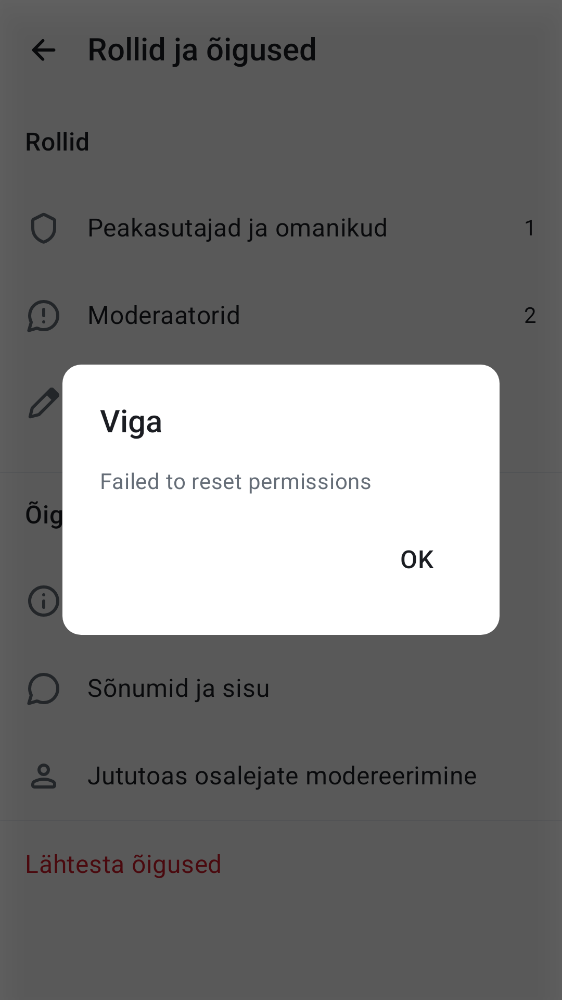 Rollid ja õigused
Rollid
Peakasutajad ja omanikud 1
Moderaatorid 2
Viga
Failed to reset permissions
OK
Sõnumid ja sisu
Jututoas osalejate modereerimine
Lähtesta õigused